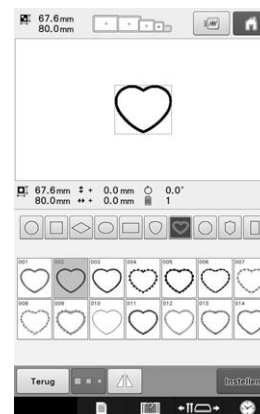 67.6mm
80.0mm
67.6mm + 0.0mm 0.0°
80.0mm + 0.0mm 1
001 002 003 004 005 006 007
008 009 010 011 012 013 014
Terug Instellen